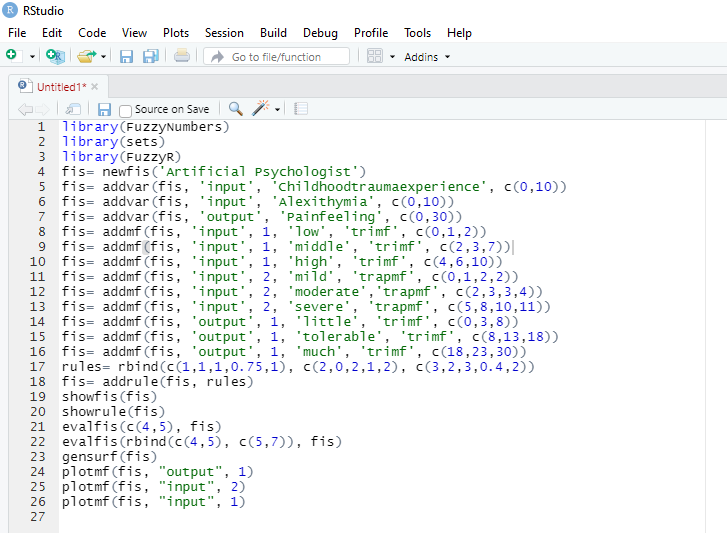 RStudio
File Edit Code View Plots Session Build Debug Profile Tools Help
Go to file/function Addins
Untitled1*
Source on Save
1 library(FuzzyNumbers)
2 library(sets)
3 library(FuzzyR)
4 fis= newfis('Artificial Psychologist')
5 fis= addvar(fis, 'input', 'Childhoodtraumaexperience', c(0,10))
6 fis= addvar(fis, 'input', 'Alexithymia', c(0,10))
7 fis= addvar(fis, 'output', 'Painfeeling', c(0,30))
8 fis= addmf(fis, 'input', 1, 'low', 'trimf', c(0,1,2))
9 fis= addmf(fis, 'input', 1, 'middle', 'trimf', c(2,3,7))
10 fis= addmf(fis, 'input', 1, 'high', 'trimf', c(4,6,10))
11 fis= addmf(fis, 'input', 2, 'mild', 'trapmf', c(0,1,2,2))
12 fis= addmf(fis, 'input', 2, 'moderate','trapmf', c(2,3,3,4))
13 fis= addmf(fis, 'input', 2, 'severe', 'trapmf', c(5,8,10,11))
14 fis= addmf(fis, 'output', 1, 'little', 'trimf', c(0,3,8))
15 fis= addmf(fis, 'output', 1, 'tolerable', 'trimf', c(8,13,18))
16 fis= addmf(fis, 'output', 1, 'much', 'trimf', c(18,23,30))
17 rules= rbind(c(1,1,1,0.75,1), c(2,0,2,1,2), c(3,2,3,0.4,2))
18 fis= addrule(fis, rules)
19 showfis(fis)
20 showrule(fis)
21 evalfis(c(4,5), fis)
22 evalfis(rbind(c(4,5), c(5,7)), fis)
23 gensurf(fis)
24 plotmf(fis, "output", 1)
25 plotmf(fis, "input", 2)
26 plotmf(fis, "input", 1)
27